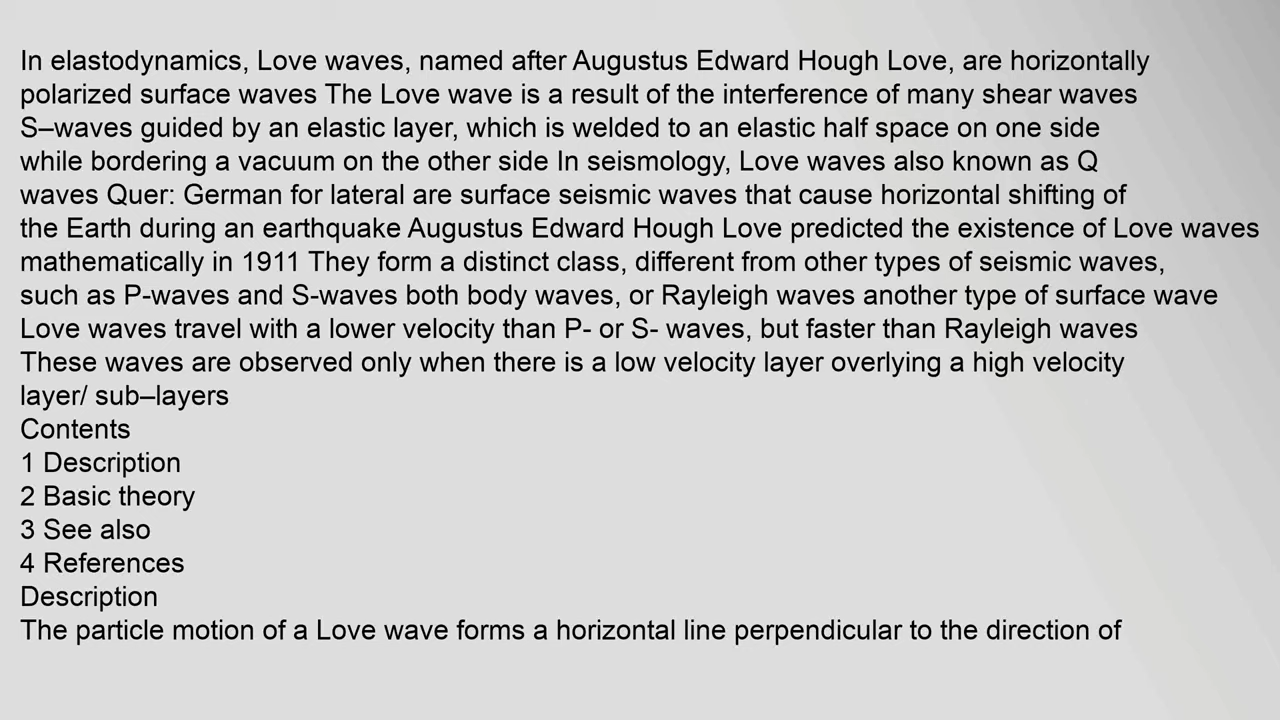 In elastodynamics, Love waves, named after Augustus Edward Hough Love, are horizontally
polarized surface waves The Love wave is a result of the interference of many shear waves
S–waves guided by an elastic layer, which is welded to an elastic half space on one side
while bordering a vacuum on the other side In seismology, Love waves also known as Q
waves Quer: German for lateral are surface seismic waves that cause horizontal shifting of
the Earth during an earthquake Augustus Edward Hough Love predicted the existence of Love waves
mathematically in 1911 They form a distinct class, different from other types of seismic waves,
such as P-waves and S-waves both body waves, or Rayleigh waves another type of surface wave
Love waves travel with a lower velocity than P- or S- waves, but faster than Rayleigh waves
These waves are observed only when there is a low velocity layer overlying a high velocity
layer/ sub–layers
Contents
1 Description
2 Basic theory
3 See also
4 References
Description
The particle motion of a Love wave forms a horizontal line perpendicular to the direction of